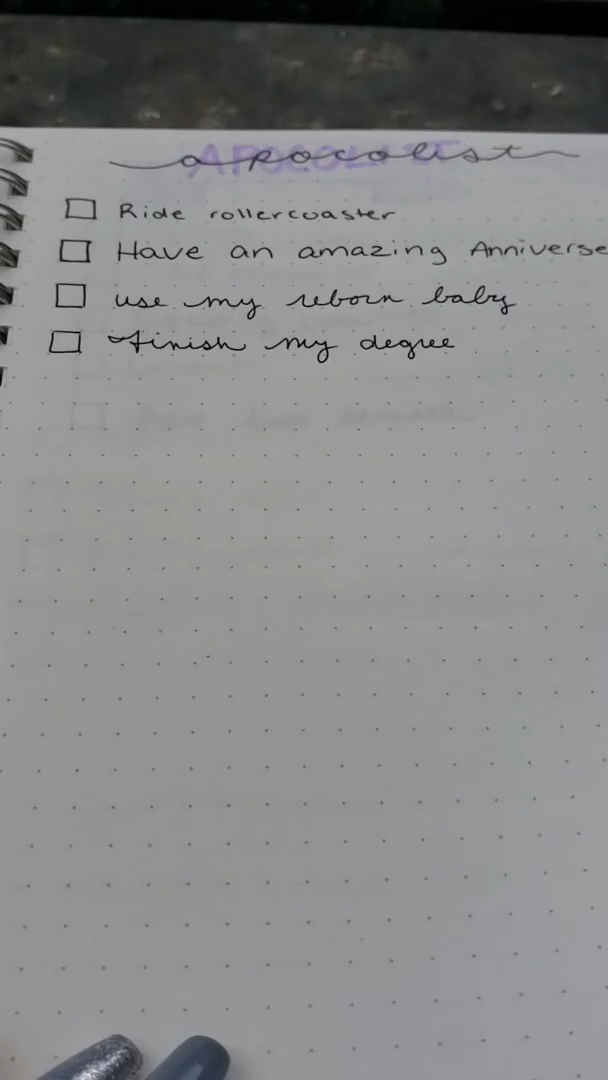 apocolist
Ride rollercoaster
Have an amazing Anniverse
use my reborn baby
finish my degree